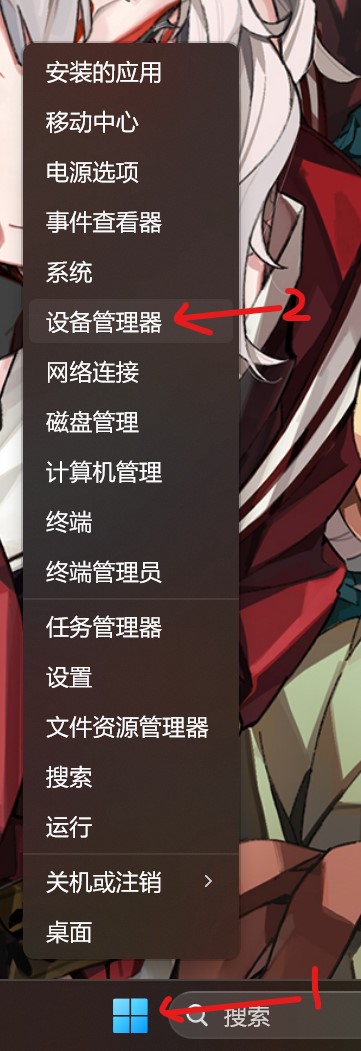 安装的应用
移动中心
电源选项
事件查看器
系统
设备管理器
2
网络连接
磁盘管理
计算机管理
终端
终端管理员
任务管理器
设置
文件资源管理器
搜索
运行
关机或注销
桌面
搜索
1